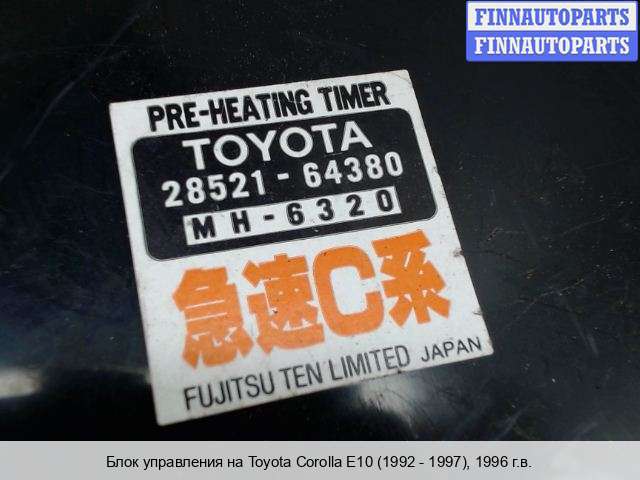 FINNAUTOPARTS
FINNAUTOPARTS
PRE-HEATING TIMER
TOYOTA
28521-64380
MH-6320
急速C系
FUJITSU TEN LIMITED JAPAN
Блок управления на Toyota Corolla E10 (1992 - 1997), 1996 г.в.